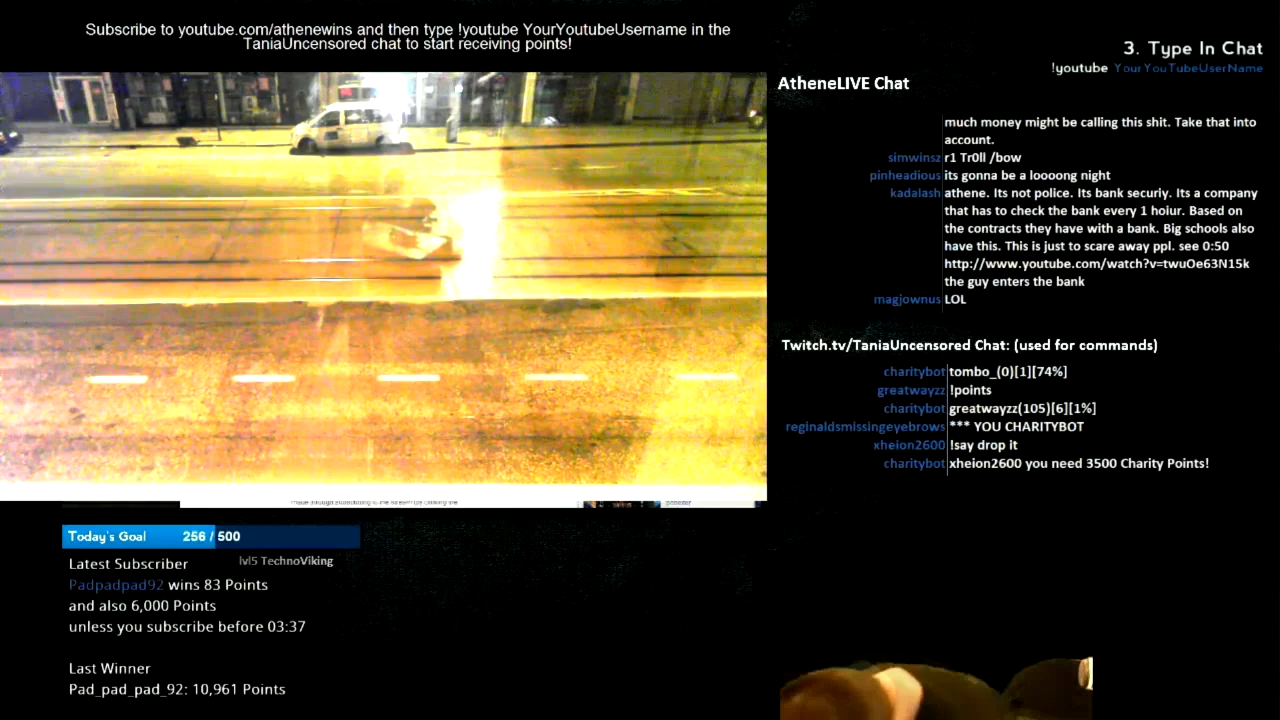 Subscribe to youtube.com/athenewins and then type !youtube YourYoutubeUsername in the
TaniaUncensored chat to start receiving points!
3. Type In Chat
!youtube YourYouTubeUserName
AtheneLIVE Chat
much money might be calling this shit. Take that into
account.
simwinsz r1 Tr0ll /bow
pinheadious its gonna be a loooong night
kadalash athene. Its not police. Its bank securiy. Its a company
that has to check the bank every 1 hoiur. Based on
the contracts they have with a bank. Big schools also
have this. This is just to scare away ppl. see 0:50
http://www.youtube.com/watch?v=twuOe63N15k
the guy enters the bank
magjownus LOL
Twitch.tv/TaniaUncensored Chat: (used for commands)
charitybot tombo_(0)[1][74%]
greatwayzz !points
charitybot greatwayzz(105)[6][1%]
reginaldsmissingeyebrows *** YOU CHARITYBOT
xheion2600 !say drop it
charitybot xheion2600 you need 3500 Charity Points!
Today's Goal 256 / 500
Latest Subscriber lvl5 TechnoViking
Padpadpad92 wins 83 Points
and also 6,000 Points
unless you subscribe before 03:37
Last Winner
Pad_pad_pad_92: 10,961 Points